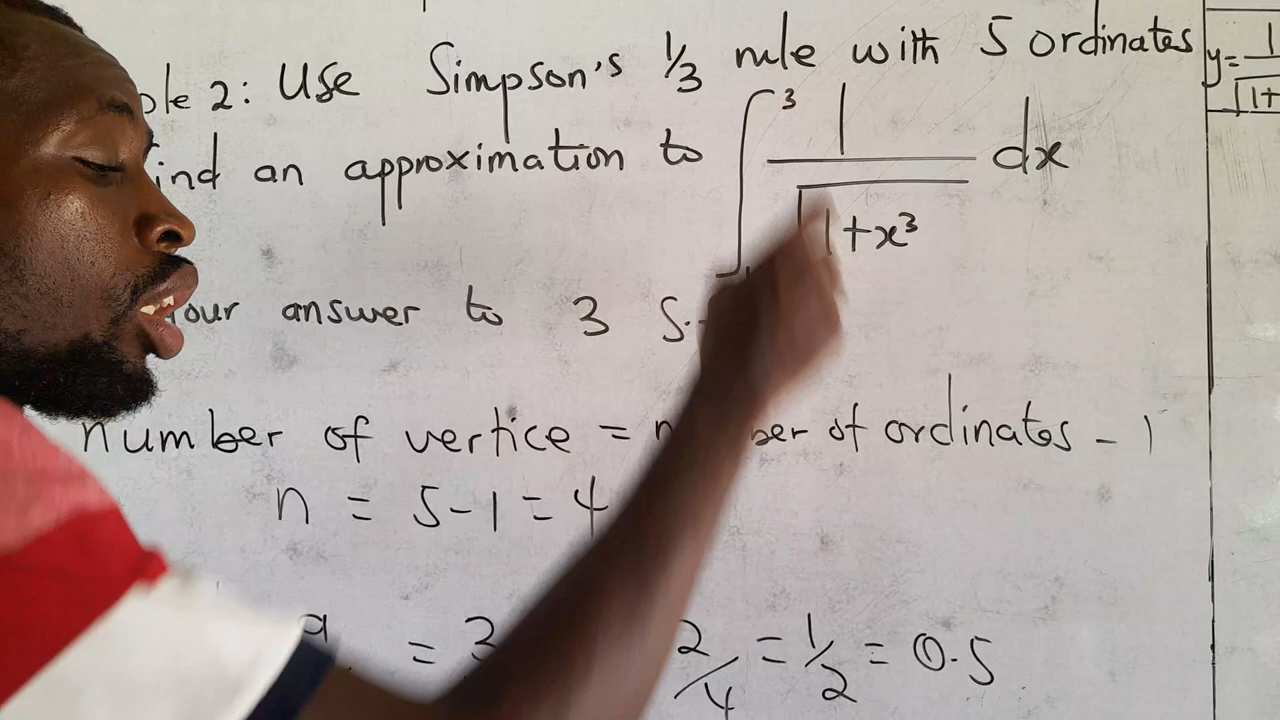 ple 2: Use Simpson's 1/3 rule with 5 ordinates
ind an approximation to ∫³ 1/√(1+x³) dx
our answer to 3 S.
number of vertice = ber of ordinates - 1
n = 5-1 = 4
= 3 2/4 = 1/2 = 0.5
y = 1/√(1+